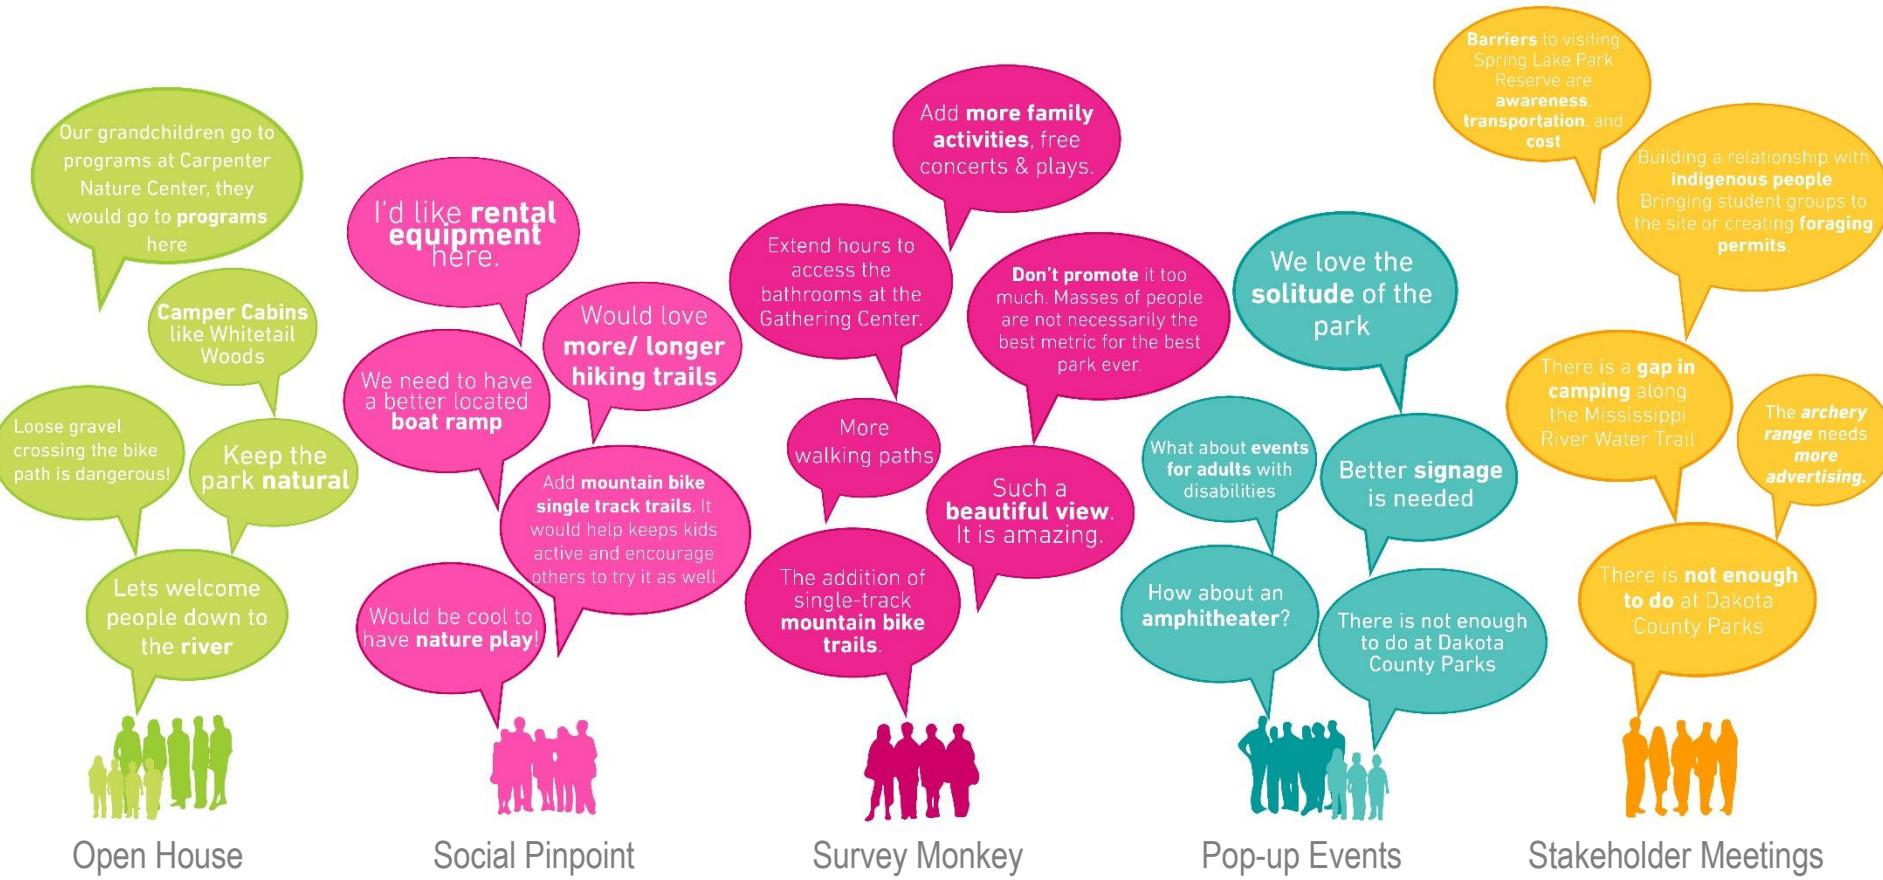 Our grandchildren go to
programs at Carpenter
Nature Center, they
would go to programs
here
Camper Cabins
like Whitetail
Woods
Loose gravel
crossing the bike
path is dangerous!
Keep the
park natural
Lets welcome
people down to
the river
Open House
I'd like rental
equipment
here.
Would love
more/ longer
hiking trails
We need to have
a better located
boat ramp
Add mountain bike
single track trails. It
would help keeps kids
active and encourage
others to try it as well
Would be cool to
have nature play!
Social Pinpoint
Add more family
activities, free
concerts & plays.
Extend hours to
access the
bathrooms at the
Gathering Center.
Don't promote it too
much. Masses of people
are not necessarily the
best metric for the best
park ever.
More
walking paths
Such a
beautiful view.
It is amazing.
The addition of
single-track
mountain bike
trails.
Survey Monkey
We love the
solitude of the
park
What about events
for adults with
disabilities
Better signage
is needed
How about an
amphitheater?
There is not enough
to do at Dakota
County Parks
Pop-up Events
Barriers to visiting
Spring Lake Park
Reserve are
awareness,
transportation, and
cost
Building a relationship with
indigenous people.
Bringing student groups to
the site or creating foraging
permits.
There is a gap in
camping along
the Mississippi
River Water Trail
The archery
range needs
more
advertising.
There is not enough
to do at Dakota
County Parks
Stakeholder Meetings